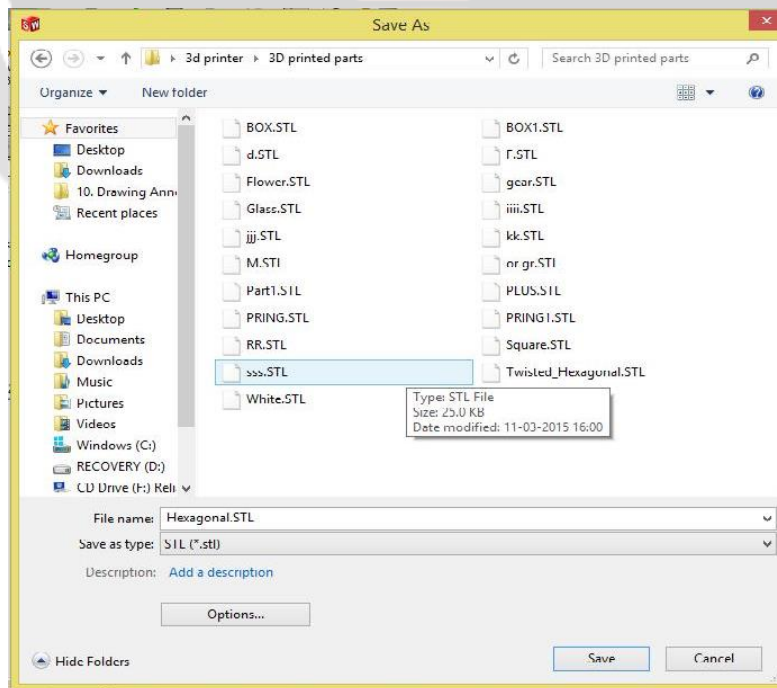 SW Save As
3d printer 3D printed parts Search 3D printed parts
Organize New folder
Favorites
Desktop
Downloads
10. Drawing Ann
Recent places
Homegroup
This PC
Desktop
Documents
Downloads
Music
Pictures
Videos
Windows (C:)
RECOVERY (D:)
CD Drive (F:) Reli
BOX.STL BOX1.STL
d.STL F.STL
Flower.STL gear.STL
Glass.STL iiii.STL
jjj.STL kk.STL
M.STL or gr.STL
Part1.STL PLUS.STL
PRING.STL PRING1.STL
RR.STL Square.STL
sss.STL Twisted_Hexagonal.STL
White.STL
Type: STL File
Size: 25.0 KB
Date modified: 11-03-2015 16:00
File name: Hexagonal.STL
Save as type: STL (*.stl)
Description: Add a description
Options...
Hide Folders Save Cancel